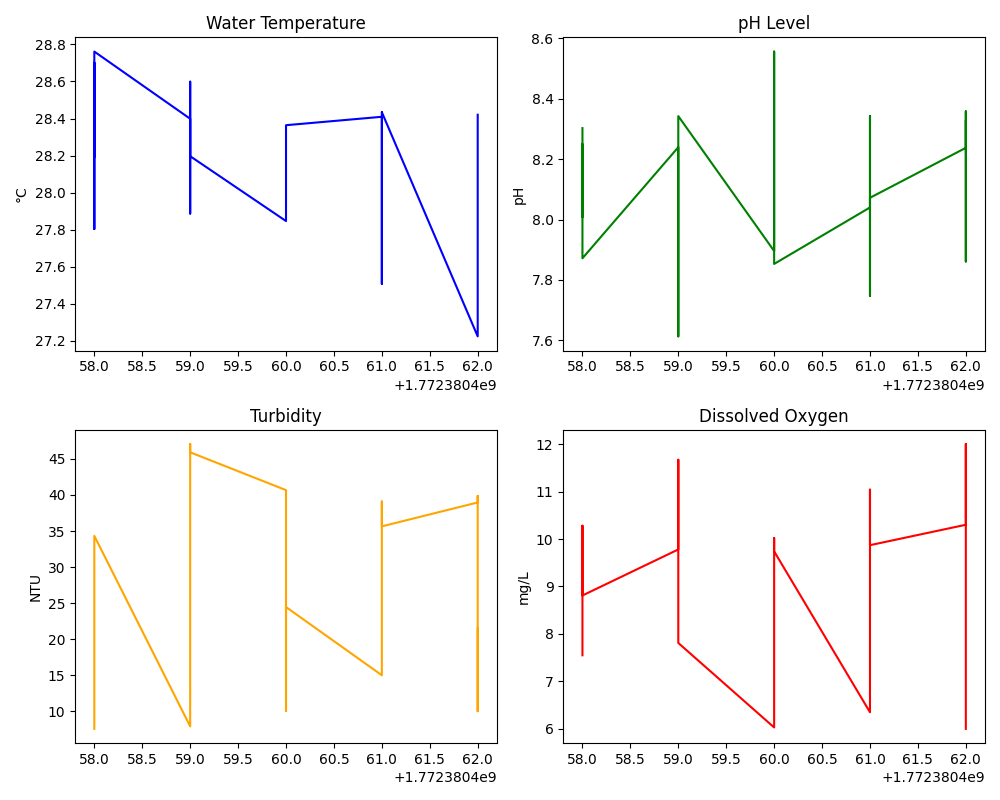 Water Temperature
28.8
28.6
28.4
28.2
28.0
27.8
27.6
27.4
27.2
°C
58.0 58.5 59.0 59.5 60.0 60.5 61.0 61.5 62.0
+1.7723804e9
pH Level
8.6
8.4
8.2
8.0
7.8
7.6
pH
58.0 58.5 59.0 59.5 60.0 60.5 61.0 61.5 62.0
+1.7723804e9
Turbidity
45
40
35
30
25
20
15
10
NTU
58.0 58.5 59.0 59.5 60.0 60.5 61.0 61.5 62.0
+1.7723804e9
Dissolved Oxygen
12
11
10
9
8
7
6
mg/L
58.0 58.5 59.0 59.5 60.0 60.5 61.0 61.5 62.0
+1.7723804e9